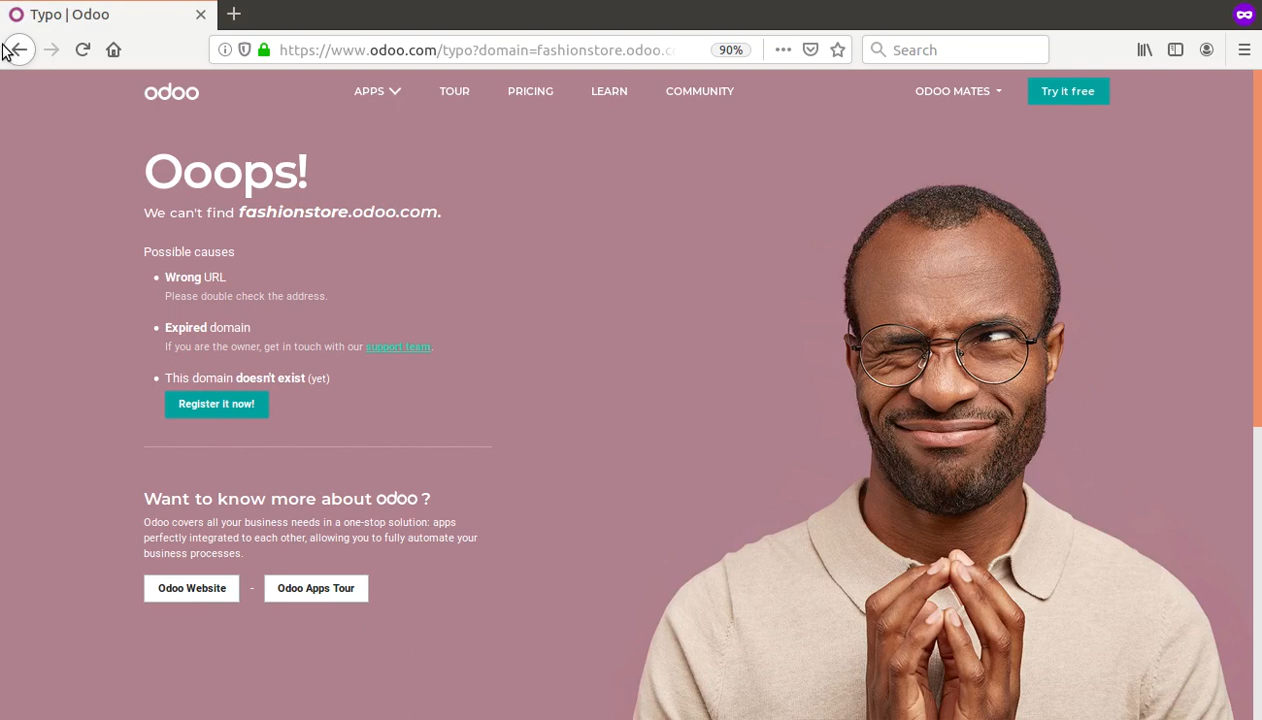 Typo | Odoo
https://www.odoo.com/typo?domain=fashionstore.odoo.c
90%
Search
odoo
APPS
TOUR
PRICING
LEARN
COMMUNITY
ODOO MATES
Try it free
Ooops!
We can't find fashionstore.odoo.com.
Possible causes
• Wrong URL
Please double check the address.
• Expired domain
If you are the owner, get in touch with our support team.
• This domain doesn't exist (yet)
Register it now!
Want to know more about odoo ?
Odoo covers all your business needs in a one-stop solution: apps
perfectly integrated to each other, allowing you to fully automate your
business processes.
Odoo Website - Odoo Apps Tour